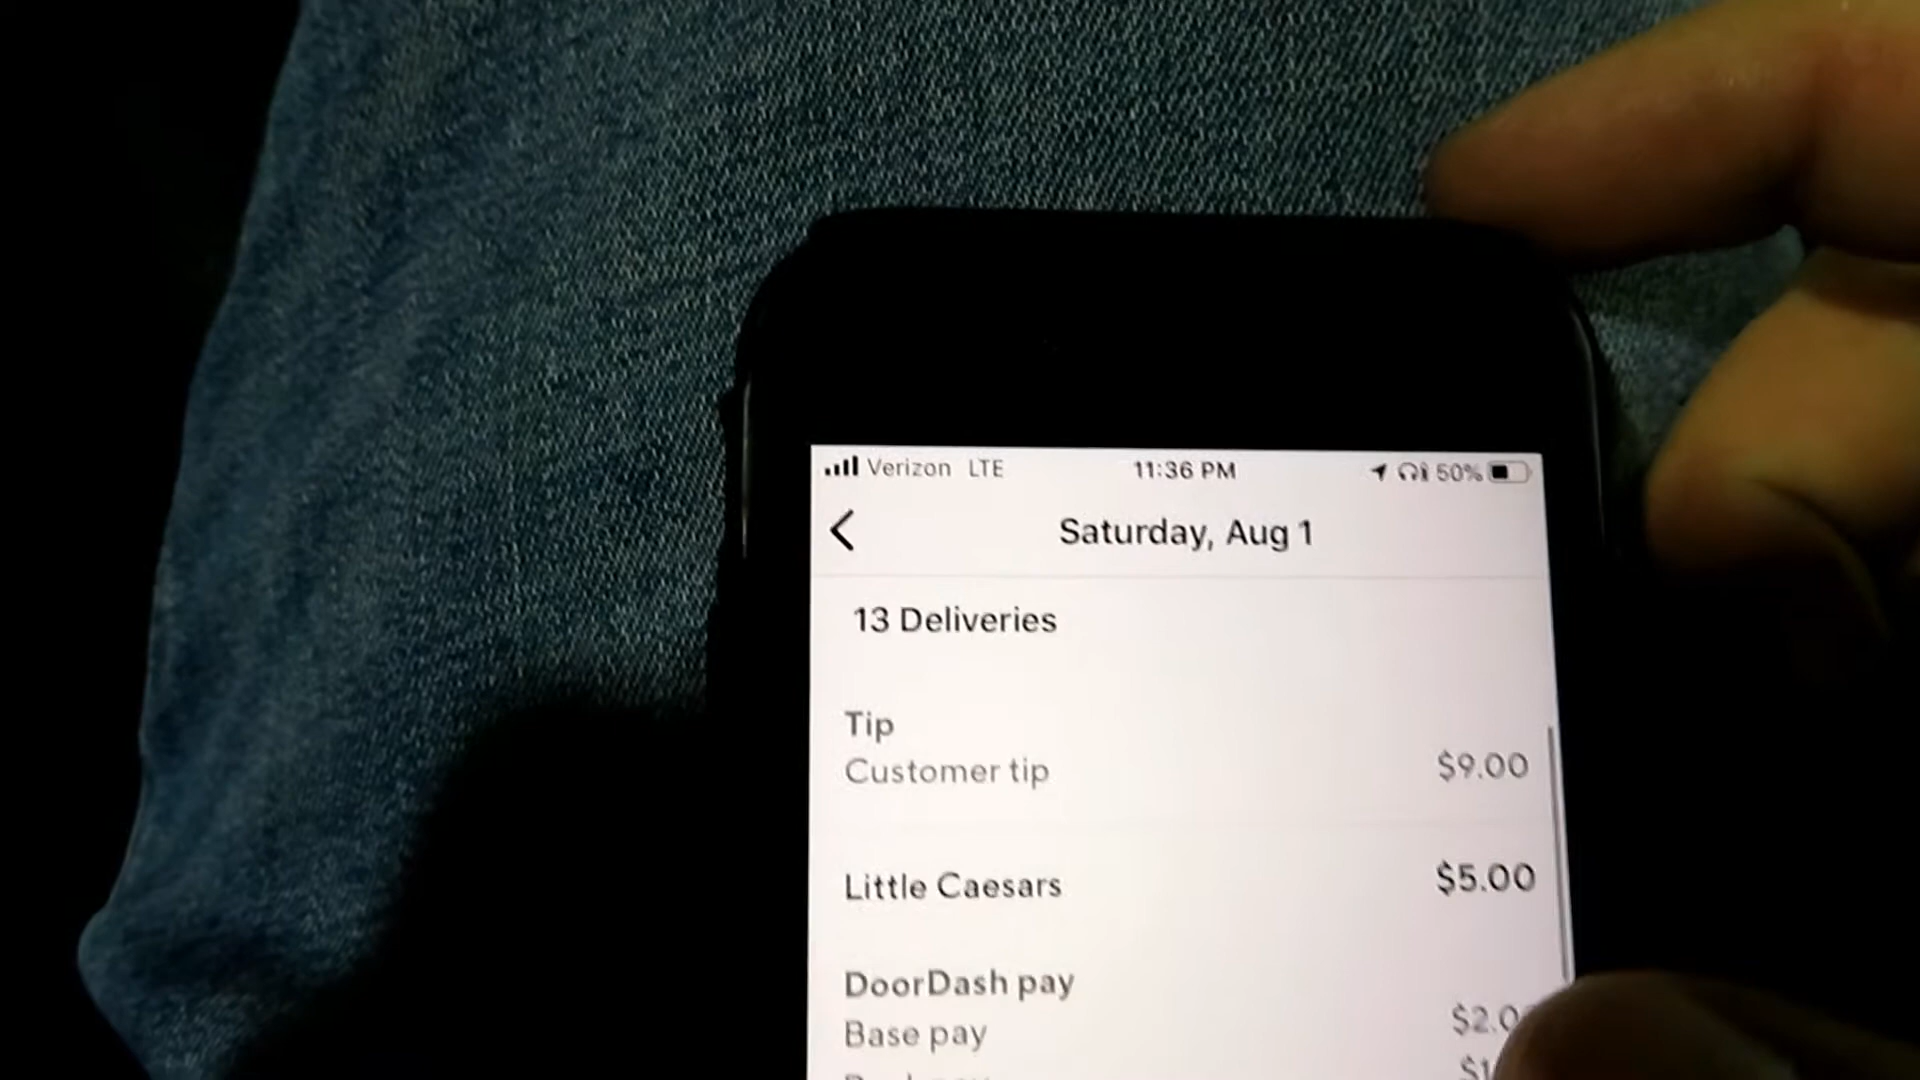 Verizon LTE 11:36 PM 50%
Saturday, Aug 1
13 Deliveries
Tip
Customer tip $9.00
Little Caesars $5.00
DoorDash pay
Base pay $2.0